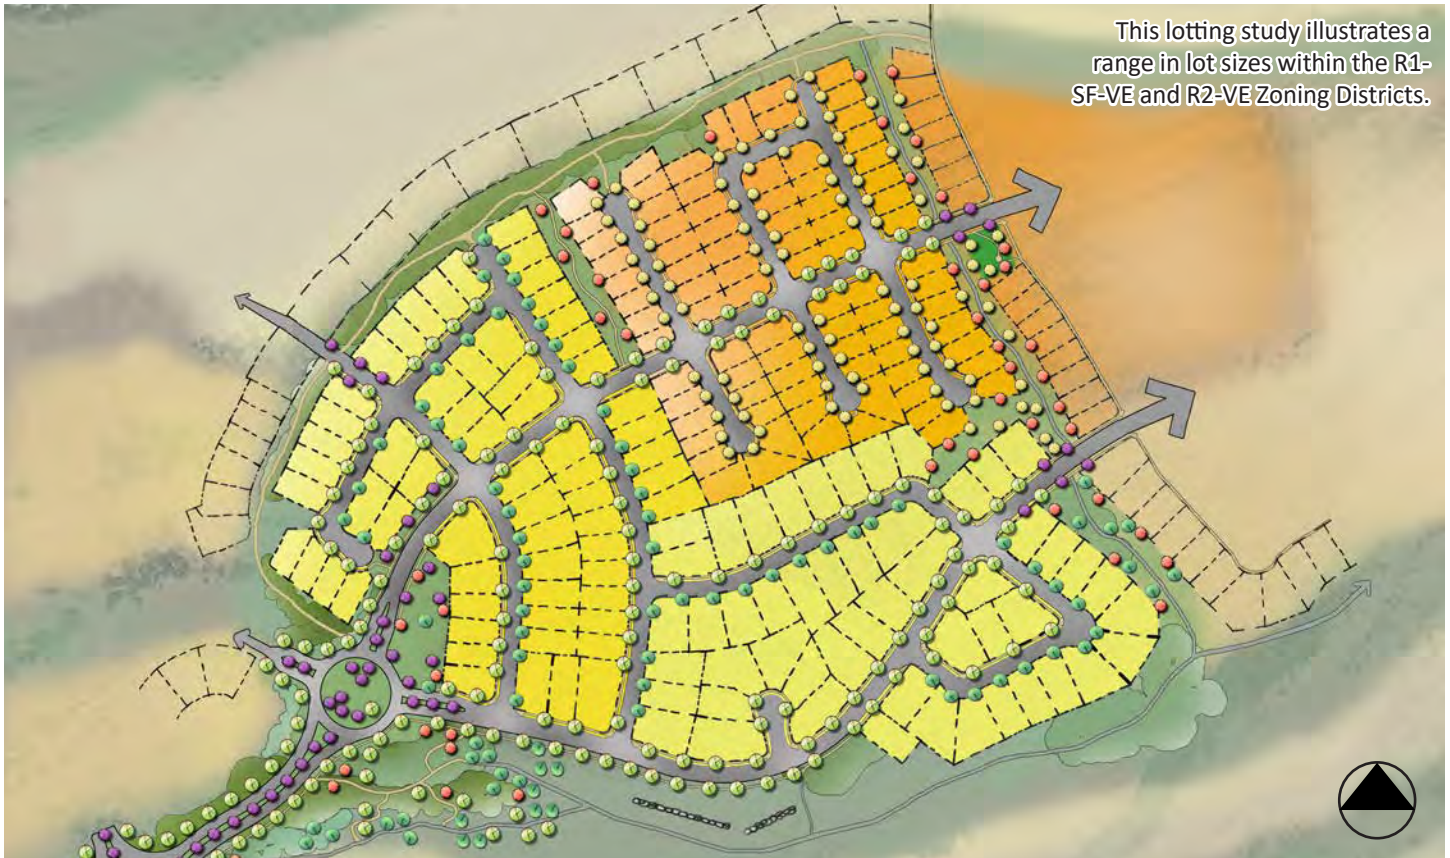 This lotting study illustrates a
range in lot sizes within the R1-
SF-VE and R2-VE Zoning Districts.